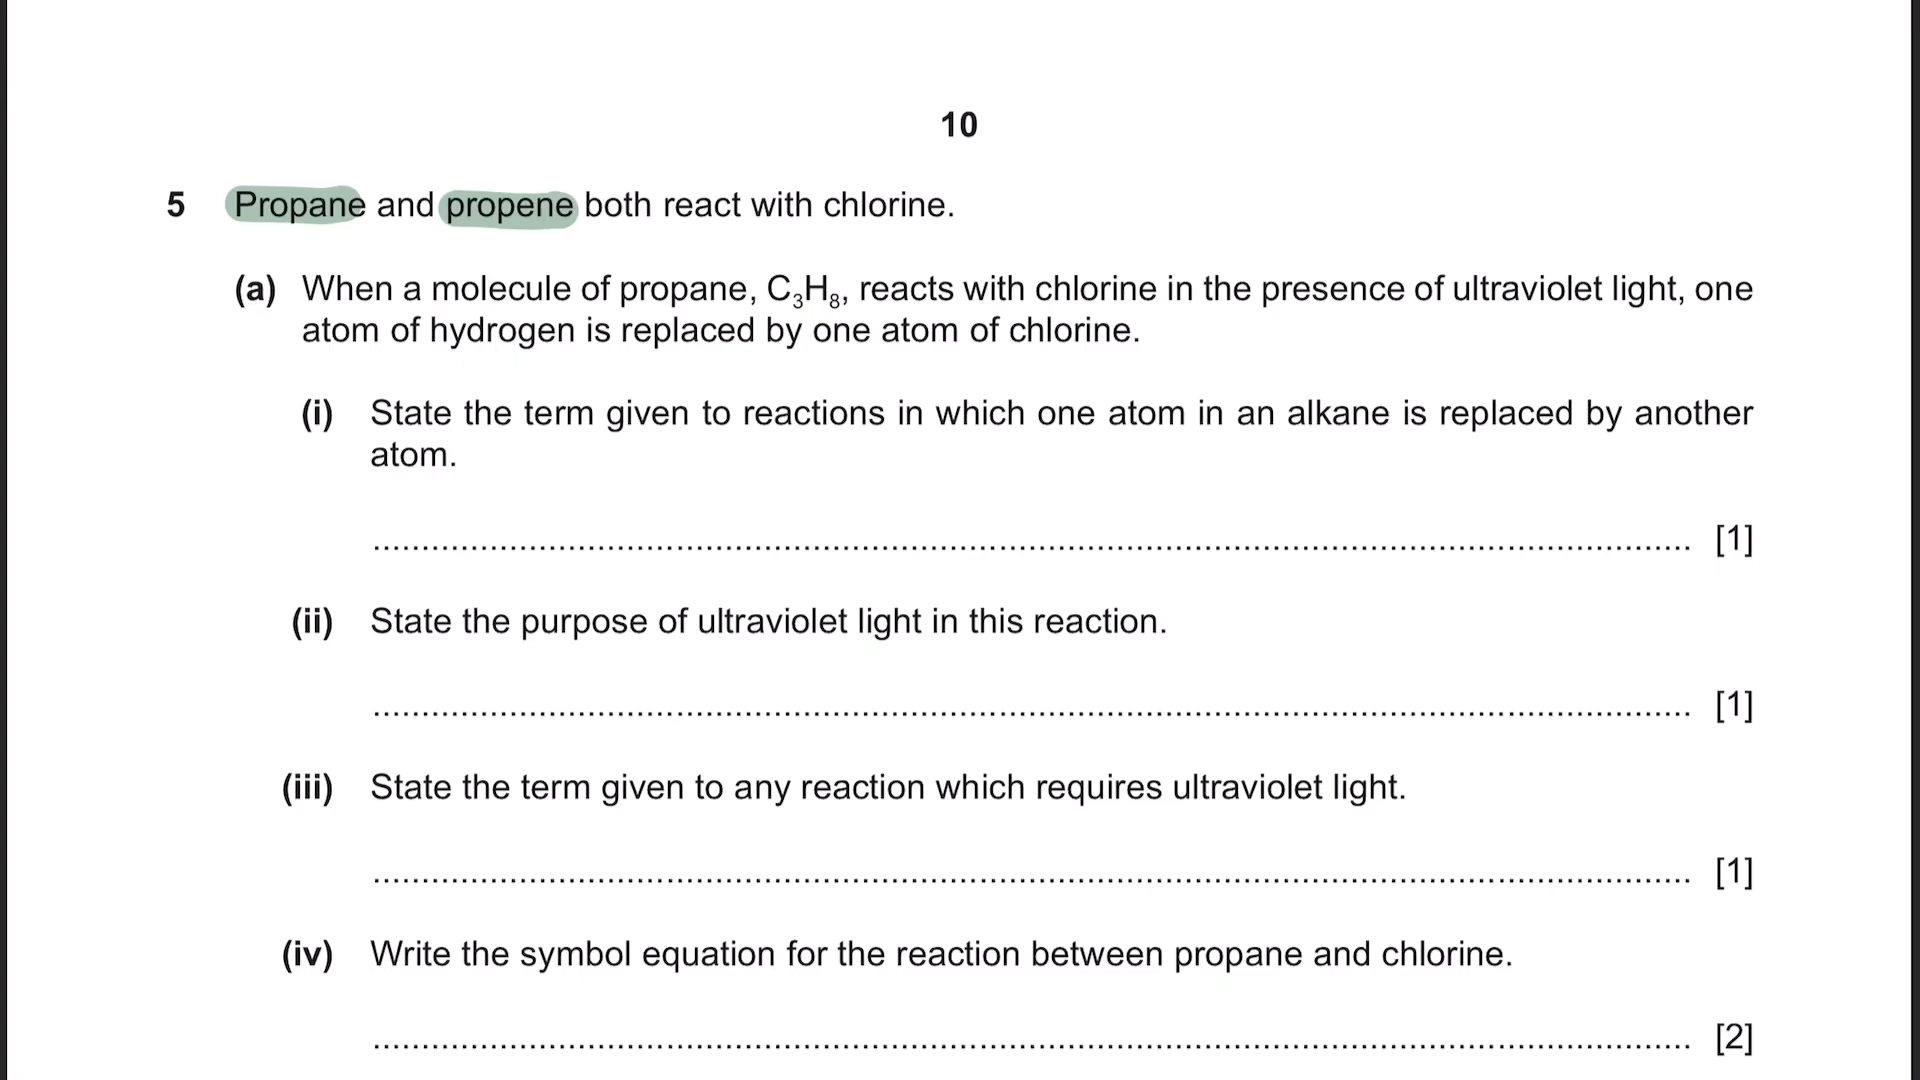 10
5 Propane and propene both react with chlorine.
(a) When a molecule of propane, C₃H₈, reacts with chlorine in the presence of ultraviolet light, one
atom of hydrogen is replaced by one atom of chlorine.
(i) State the term given to reactions in which one atom in an alkane is replaced by another
atom.
[1]
(ii) State the purpose of ultraviolet light in this reaction.
[1]
(iii) State the term given to any reaction which requires ultraviolet light.
[1]
(iv) Write the symbol equation for the reaction between propane and chlorine.
[2]